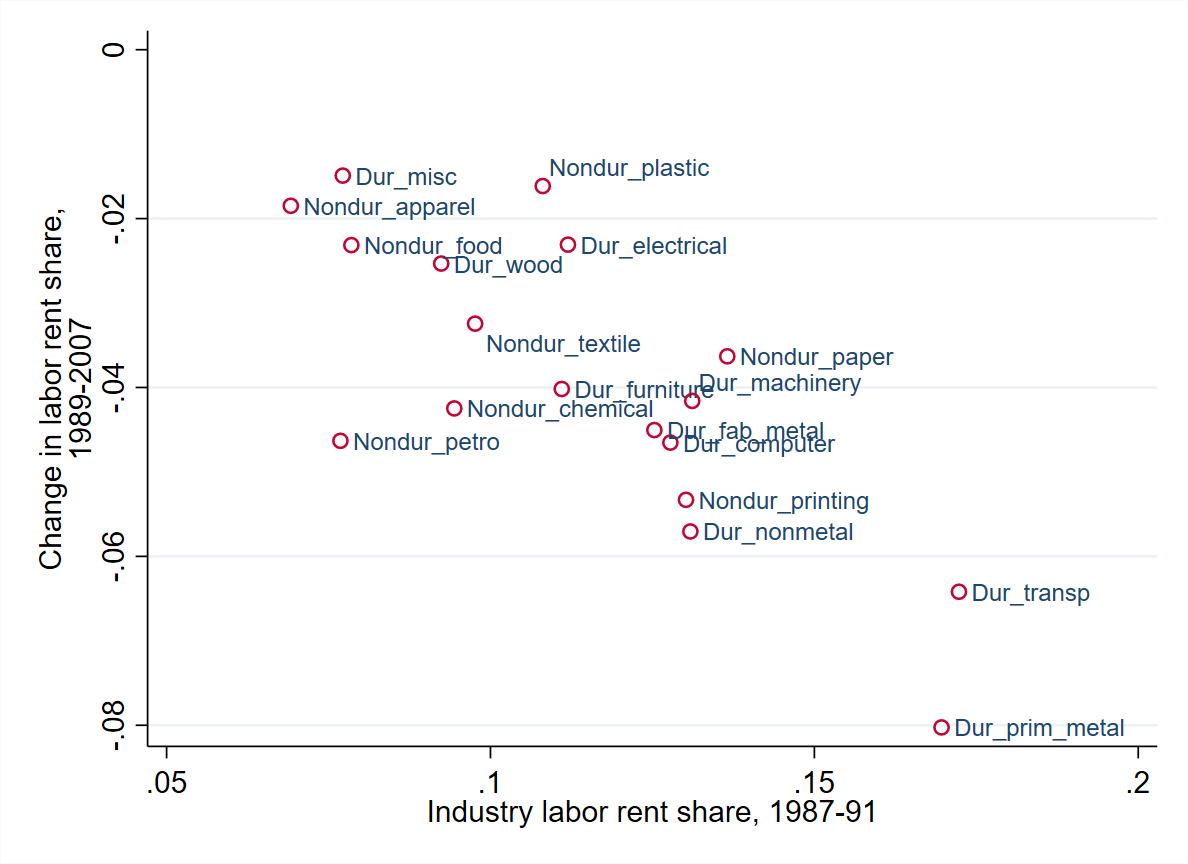 0
-.02
-.04
-.06
-.08
Change in labor rent share,
1989-2007
Dur_misc
Nondur_plastic
Nondur_apparel
Nondur_food
Dur_electrical
Dur_wood
Nondur_textile
Nondur_paper
Dur_machinery
Dur_furniture
Nondur_chemical
Dur_fab_metal
Nondur_petro
Dur_computer
Nondur_printing
Dur_nonmetal
Dur_transp
Dur_prim_metal
.05
.1
.15
.2
Industry labor rent share, 1987-91